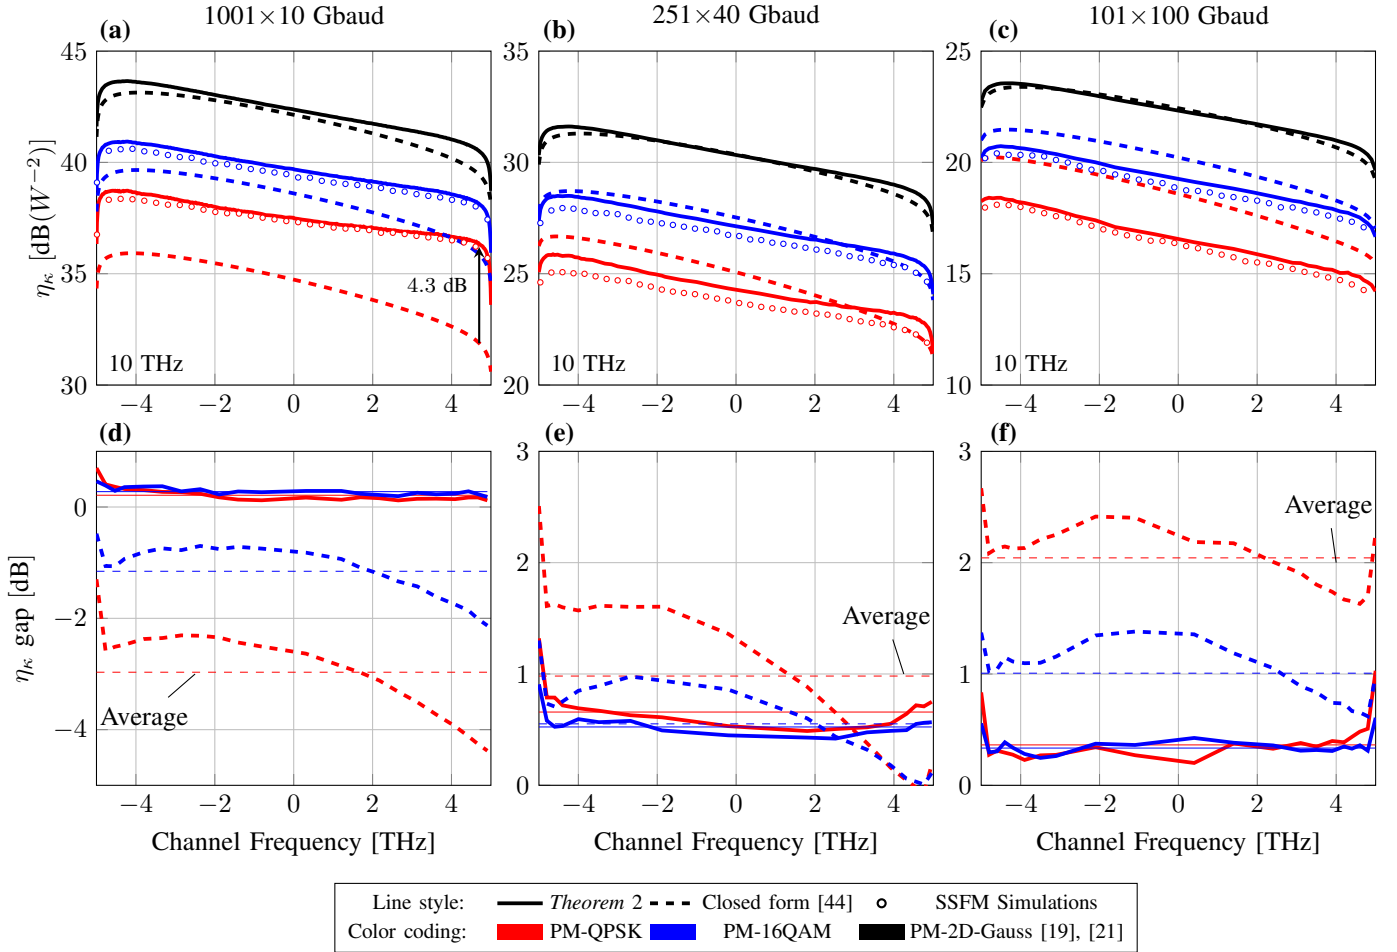 1001×10 Gbaud
251×40 Gbaud
101×100 Gbaud
(a)
(b)
(c)
45
40
35
30
η_κ [dB(W⁻²)]
4.3 dB
10 THz
−4 −2 0 2 4
35
30
25
20
10 THz
−4 −2 0 2 4
25
20
15
10
10 THz
−4 −2 0 2 4
(d)
(e)
(f)
0
−2
−4
η_κ gap [dB]
Average
−4 −2 0 2 4
Channel Frequency [THz]
3
2
1
0
Average
−4 −2 0 2 4
Channel Frequency [THz]
3
2
1
0
Average
−4 −2 0 2 4
Channel Frequency [THz]
Line style: Theorem 2 Closed form [44] SSFM Simulations
Color coding: PM-QPSK PM-16QAM PM-2D-Gauss [19], [21]